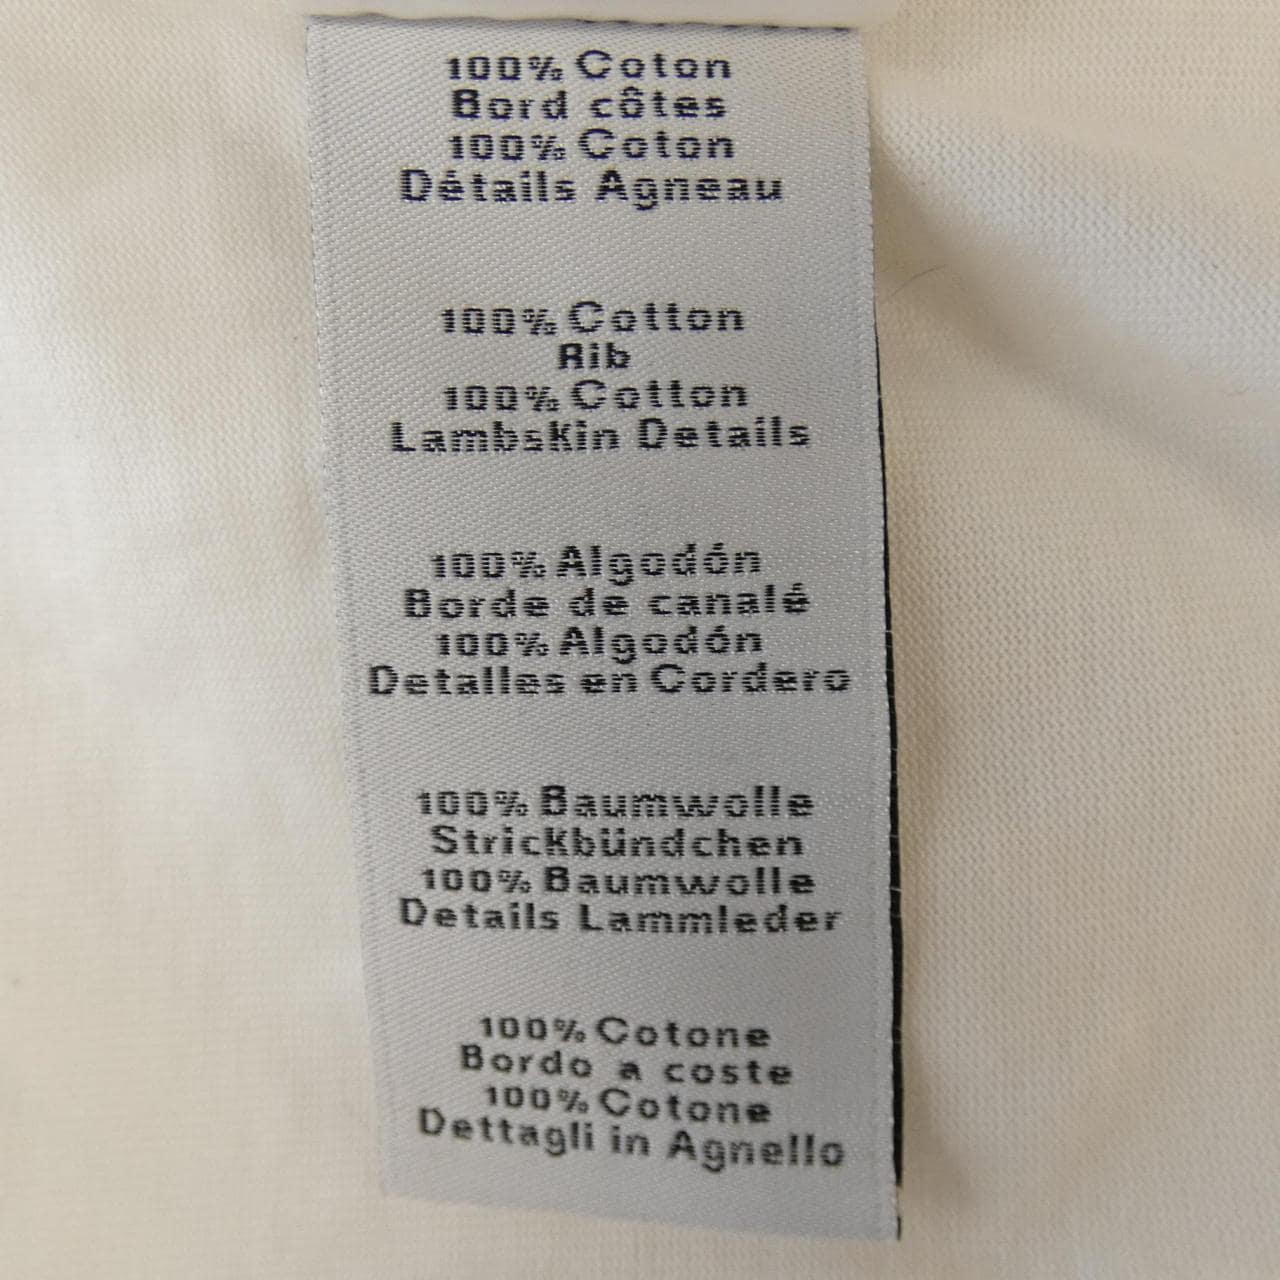 100% Coton
Bord côtes
100% Coton
Détails Agneau
100% Cotton
Rib
100% Cotton
Lambskin Details
100% Algodón
Borde de canalé
100% Algodón
Detalles en Cordero
100% Baumwolle
Strickbündchen
100% Baumwolle
Details Lammleder
100% Cotone
Bordo a coste
100% Cotone
Dettagli in Agnello